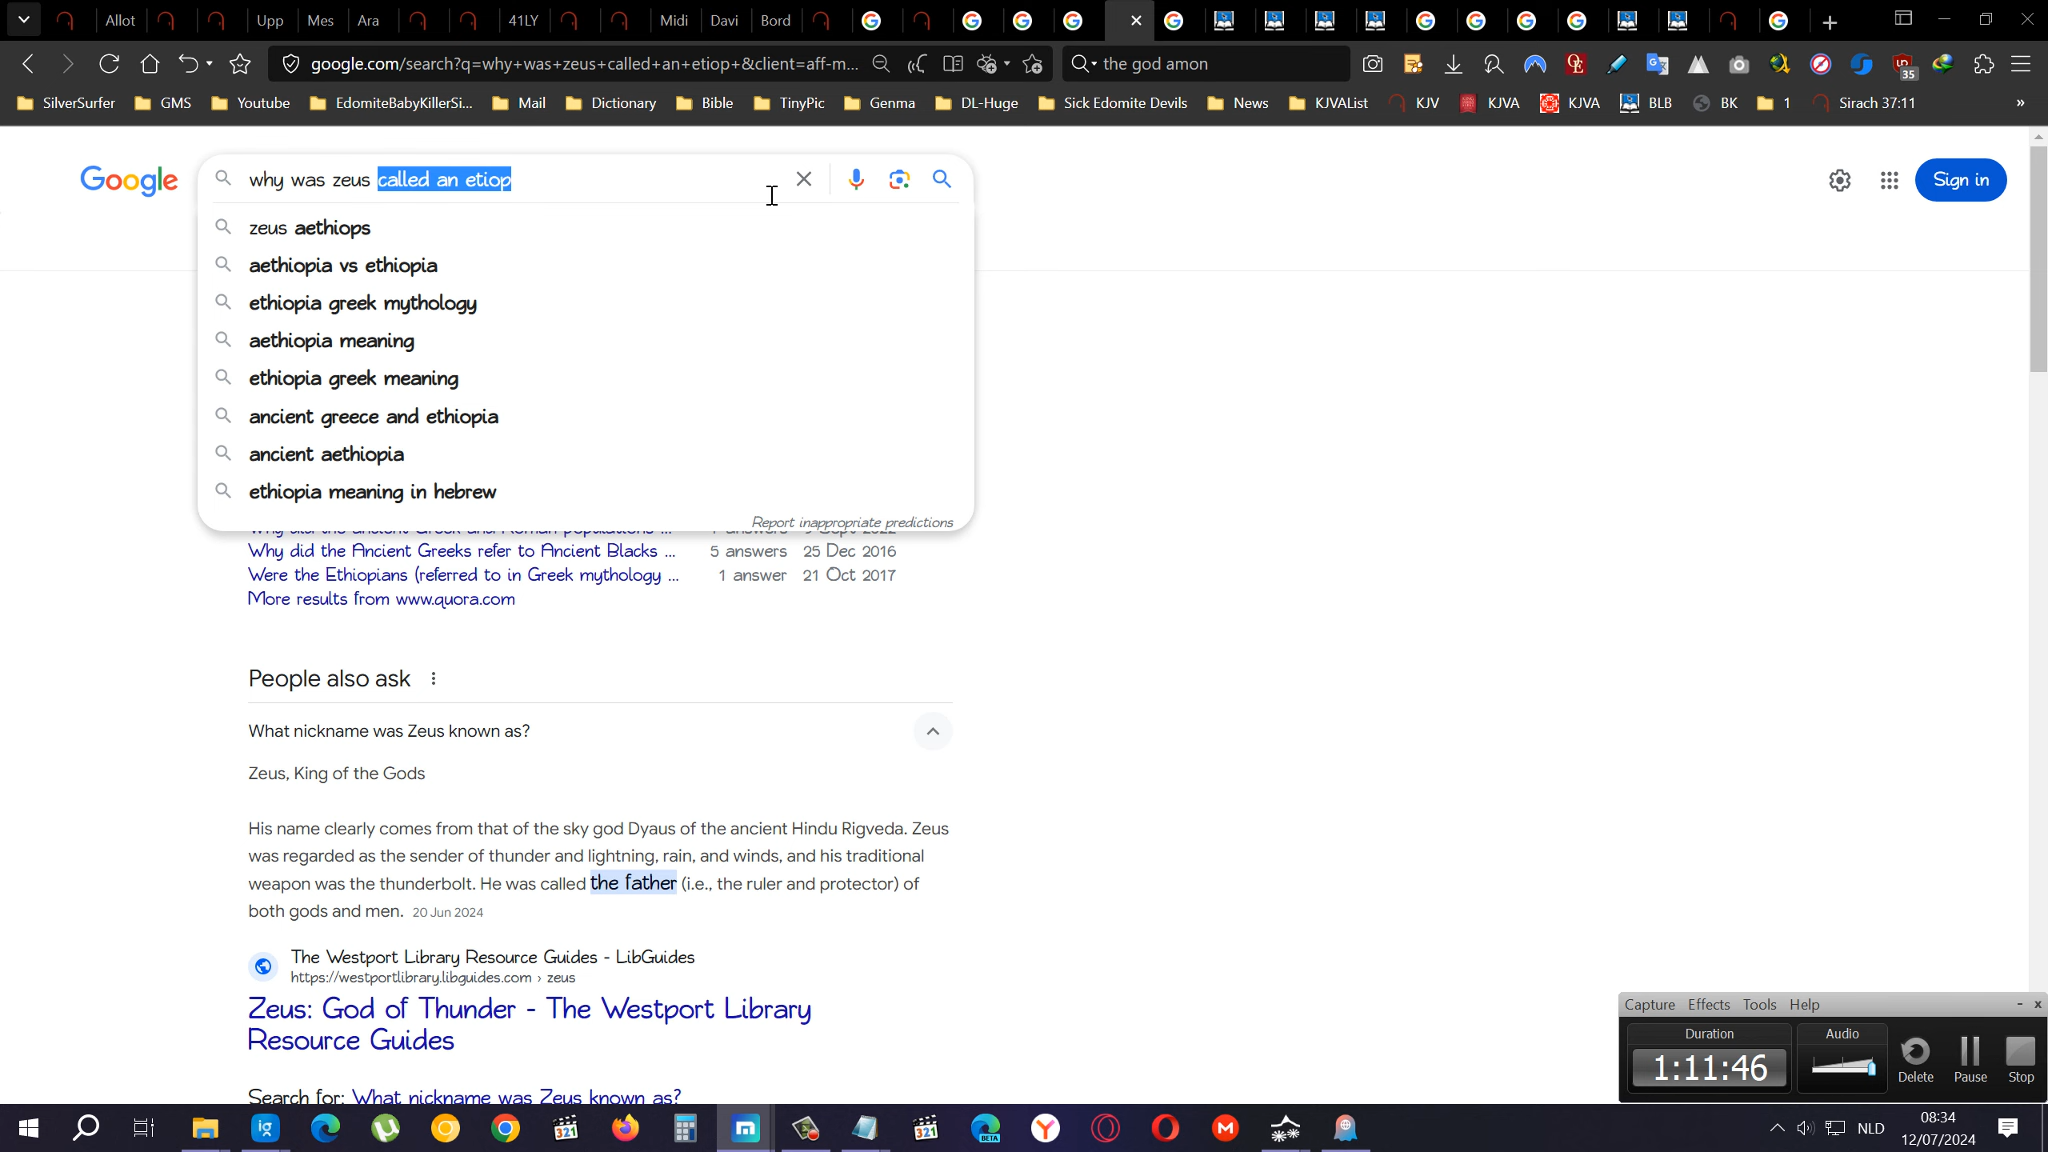 Upp Mes Ara 41LY Midi Davi Bord
google.com/search?q=why+was+zeus+called+an+etiop+&client=aff-m...
the god amon
35
SilverSurfer GMS Youtube EdomiteBabyKillerSi... Mail Dictionary Bible TinyPic Genma DL-Huge Sick Edomite Devils News KJVAList KJV KJVA KJVA BLB BK 1 Sirach 37:11 »
Allot
Google
why was zeus called an etiop
Sign in
zeus aethiops
aethiopia vs ethiopia
ethiopia greek mythology
aethiopia meaning
ethiopia greek meaning
ancient greece and ethiopia
ancient aethiopia
ethiopia meaning in hebrew
Report inappropriate predictions
Why did the Ancient Greeks refer to Ancient Blacks ... 5 answers 25 Dec 2016
Were the Ethiopians (referred to in Greek mythology ... 1 answer 21 Oct 2017
More results from www.quora.com
People also ask
What nickname was Zeus known as?
Zeus, King of the Gods
His name clearly comes from that of the sky god Dyaus of the ancient Hindu Rigveda. Zeus
was regarded as the sender of thunder and lightning, rain, and winds, and his traditional
weapon was the thunderbolt. He was called the father (i.e., the ruler and protector) of
both gods and men. 20 Jun 2024
The Westport Library Resource Guides - LibGuides
https://westportlibrary.libguides.com › zeus
Zeus: God of Thunder - The Westport Library
Resource Guides
Search for: What nickname was Zeus known as?
Capture Effects Tools Help
Duration Audio
1:11:46
Delete Pause Stop
NLD
08:34
12/07/2024